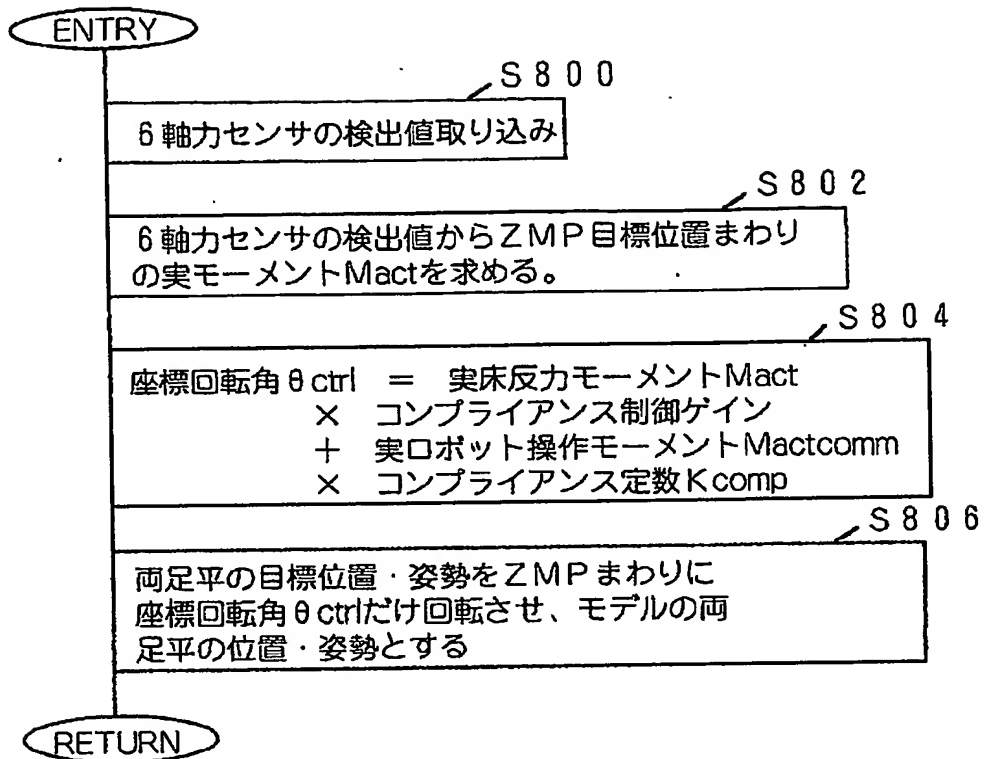 ENTRY
S800
6軸力センサの検出値取り込み
S802
6軸力センサの検出値からZMP目標位置まわり
の実モーメントMactを求める。
S804
座標回転角θctrl = 実床反力モーメントMact
× コンプライアンス制御ゲイン
+ 実ロボット操作モーメントMactcomm
× コンプライアンス定数Kcomp
S806
両足平の目標位置・姿勢をZMPまわりに
座標回転角θctrlだけ回転させ、モデルの両
足平の位置・姿勢とする
RETURN